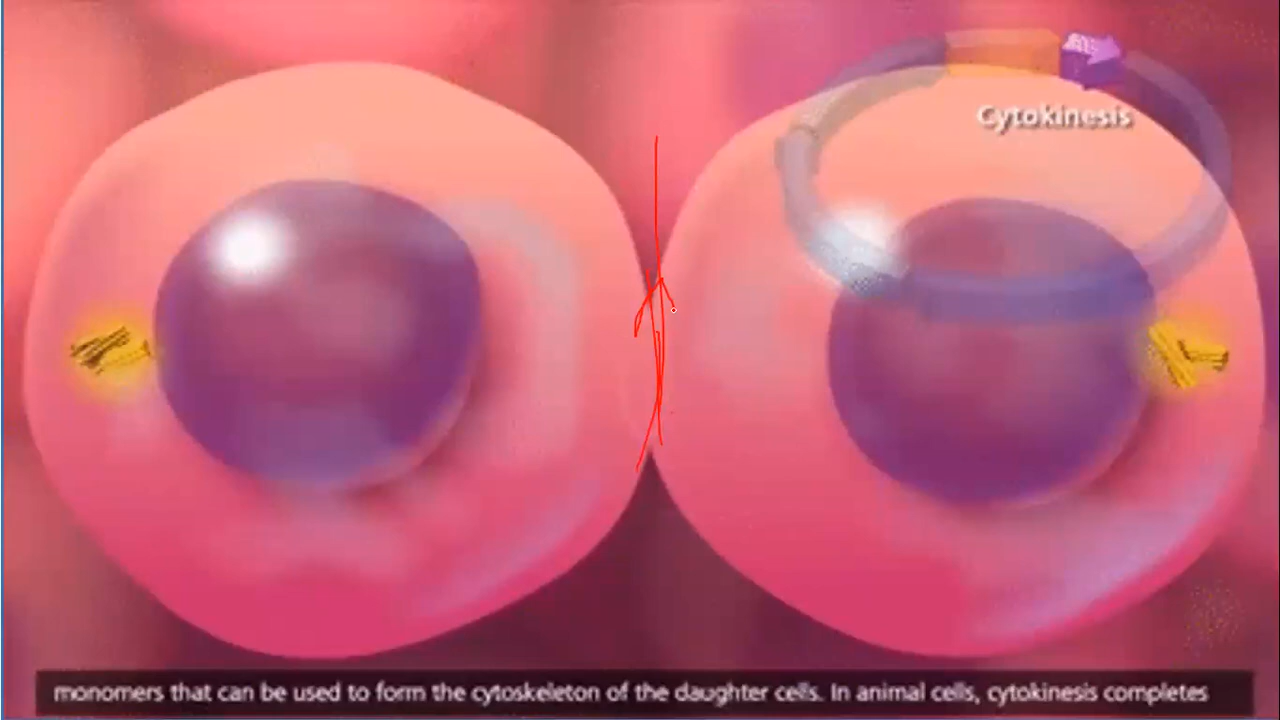 Cytokinesis
monomers that can be used to form the cytoskeleton of the daughter cells. In animal cells, cytokinesis completes